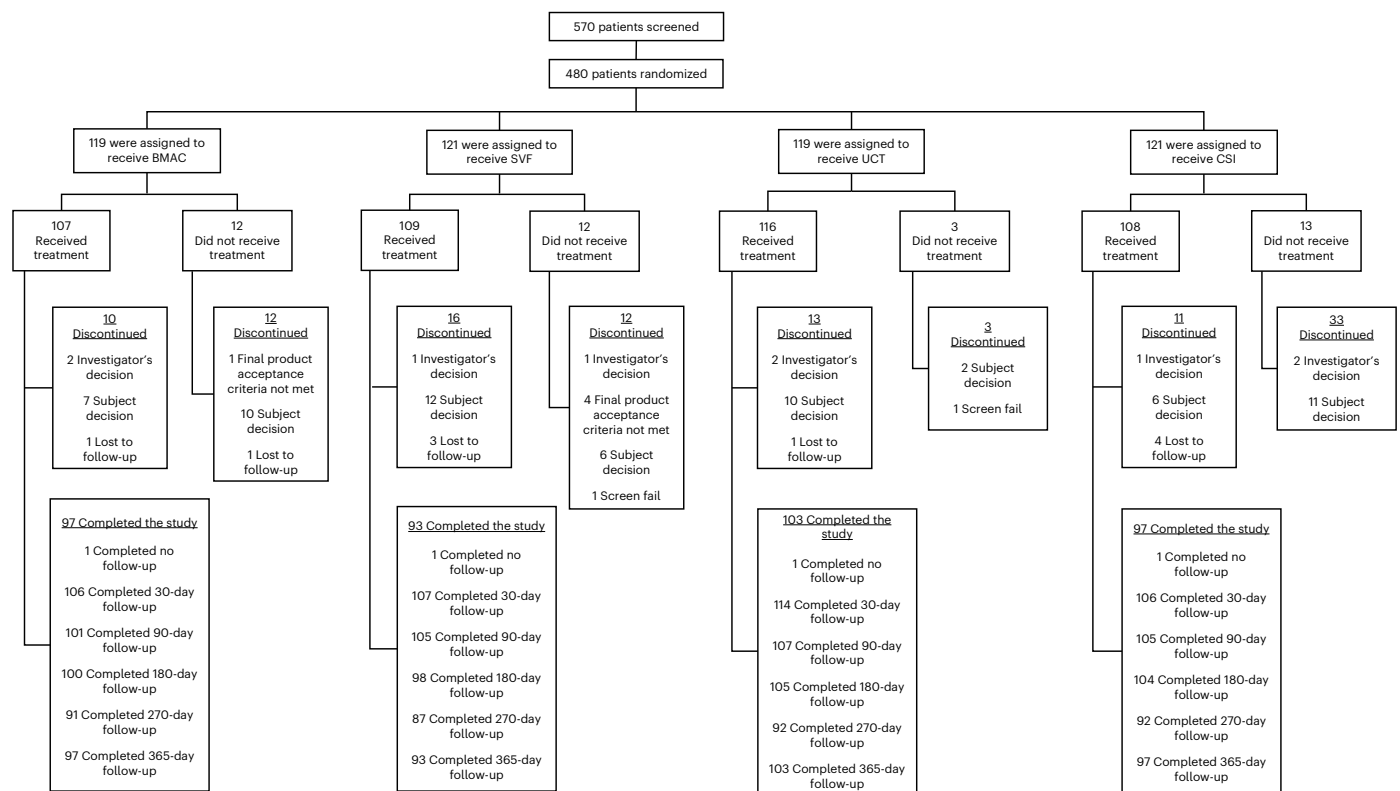 570 patients screened
480 patients randomized
119 were assigned to
receive BMAC
121 were assigned to
receive SVF
119 were assigned to
receive UCT
121 were assigned to
receive CSI
107
Received
treatment
12
Did not receive
treatment
109
Received
treatment
12
Did not receive
treatment
116
Received
treatment
3
Did not receive
treatment
108
Received
treatment
13
Did not receive
treatment
10
Discontinued
2 Investigator's
decision
7 Subject
decision
1 Lost to
follow-up
12
Discontinued
1 Final product
acceptance
criteria not met
10 Subject
decision
1 Lost to
follow-up
16
Discontinued
1 Investigator's
decision
12 Subject
decision
3 Lost to
follow-up
12
Discontinued
1 Investigator's
decision
4 Final product
acceptance
criteria not met
6 Subject
decision
1 Screen fail
13
Discontinued
2 Investigator's
decision
10 Subject
decision
1 Lost to
follow-up
3
Discontinued
2 Subject
decision
1 Screen fail
11
Discontinued
1 Investigator's
decision
6 Subject
decision
4 Lost to
follow-up
33
Discontinued
2 Investigator's
decision
11 Subject
decision
97 Completed the study
1 Completed no
follow-up
106 Completed 30-day
follow-up
101 Completed 90-day
follow-up
100 Completed 180-day
follow-up
91 Completed 270-day
follow-up
97 Completed 365-day
follow-up
93 Completed the study
1 Completed no
follow-up
107 Completed 30-day
follow-up
105 Completed 90-day
follow-up
98 Completed 180-day
follow-up
87 Completed 270-day
follow-up
93 Completed 365-day
follow-up
103 Completed the
study
1 Completed no
follow-up
114 Completed 30-day
follow-up
107 Completed 90-day
follow-up
105 Completed 180-day
follow-up
92 Completed 270-day
follow-up
103 Completed 365-day
follow-up
97 Completed the study
1 Completed no
follow-up
106 Completed 30-day
follow-up
105 Completed 90-day
follow-up
104 Completed 180-day
follow-up
92 Completed 270-day
follow-up
97 Completed 365-day
follow-up